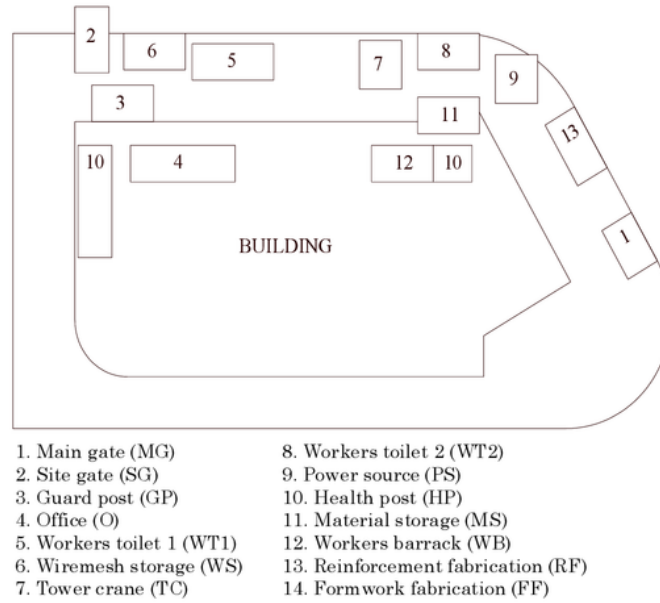 2
6
5
7
8
9
3
11
13
10
4
12
10
1
BUILDING
1. Main gate (MG)
2. Site gate (SG)
3. Guard post (GP)
4. Office (O)
5. Workers toilet 1 (WT1)
6. Wiremesh storage (WS)
7. Tower crane (TC)
8. Workers toilet 2 (WT2)
9. Power source (PS)
10. Health post (HP)
11. Material storage (MS)
12. Workers barrack (WB)
13. Reinforcement fabrication (RF)
14. Formwork fabrication (FF)